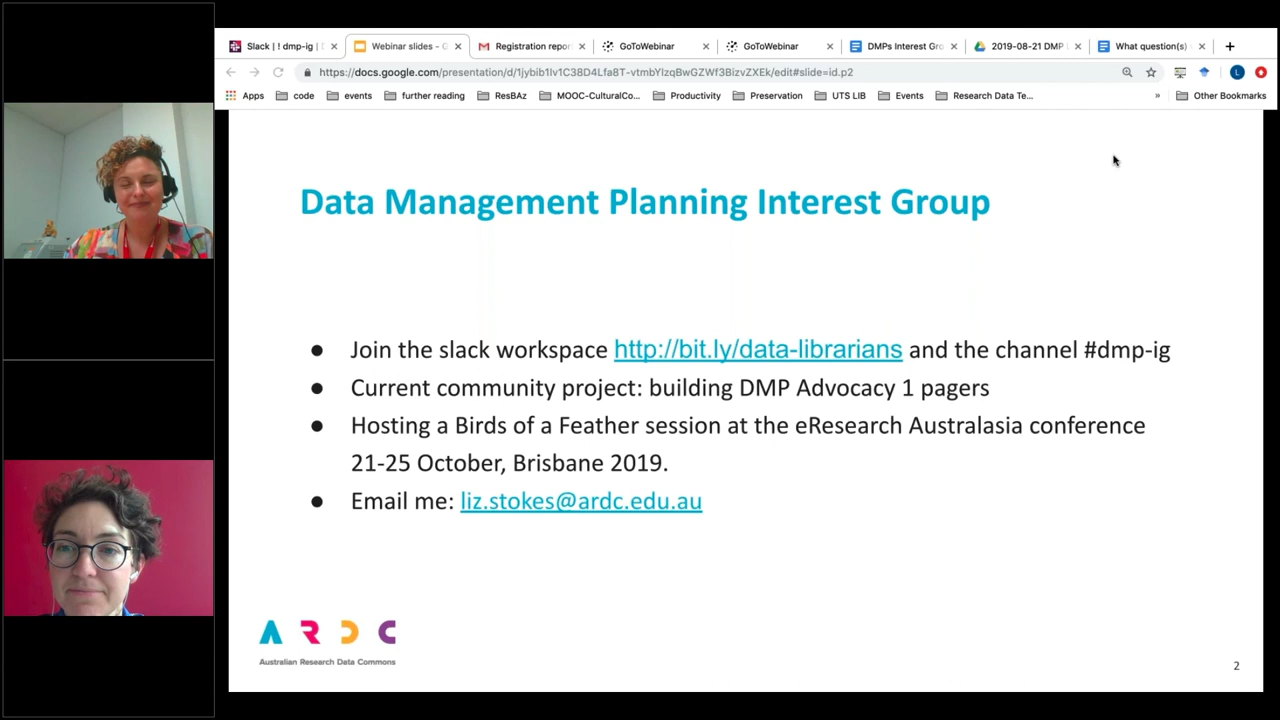 Slack | ! dmp-ig | D
Webinar slides - G
Registration repor
GoToWebinar
GoToWebinar
DMPs Interest Gro
2019-08-21 DMP
What question(s)
https://docs.google.com/presentation/d/1jybib1Iv1C38D4Lfa8T-vtmbYIzqBwGZWf3BizvZXEk/edit#slide=id.p2
L
Apps
code
events
further reading
ResBAz
MOOC-CulturalCo...
Productivity
Preservation
UTS LIB
Events
Research Data Te...
»
Other Bookmarks
Data Management Planning Interest Group
● Join the slack workspace http://bit.ly/data-librarians and the channel #dmp-ig
● Current community project: building DMP Advocacy 1 pagers
● Hosting a Birds of a Feather session at the eResearch Australasia conference
21-25 October, Brisbane 2019.
● Email me: liz.stokes@ardc.edu.au
ARDC
Australian Research Data Commons
2